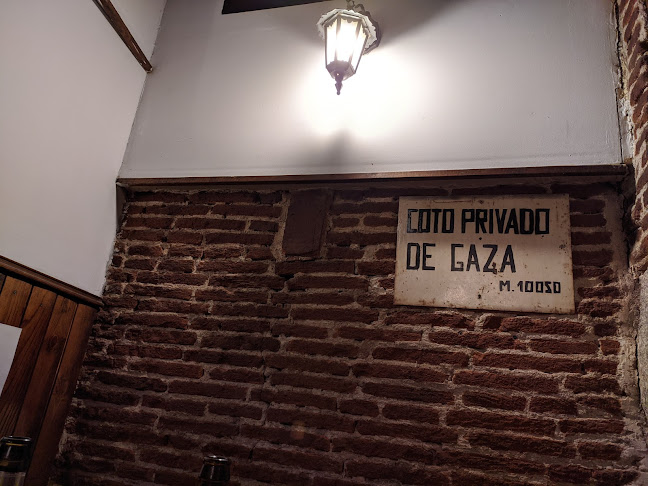 COTO PRIVADO
DE GAZA
M. 10050